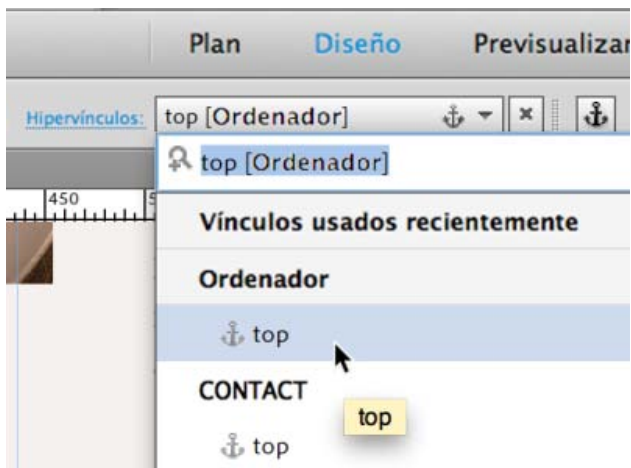 Plan Diseño Previsualizar
Hipervínculos: top [Ordenador]
top [Ordenador]
450
Vínculos usados recientemente
Ordenador
top
CONTACT
top
top